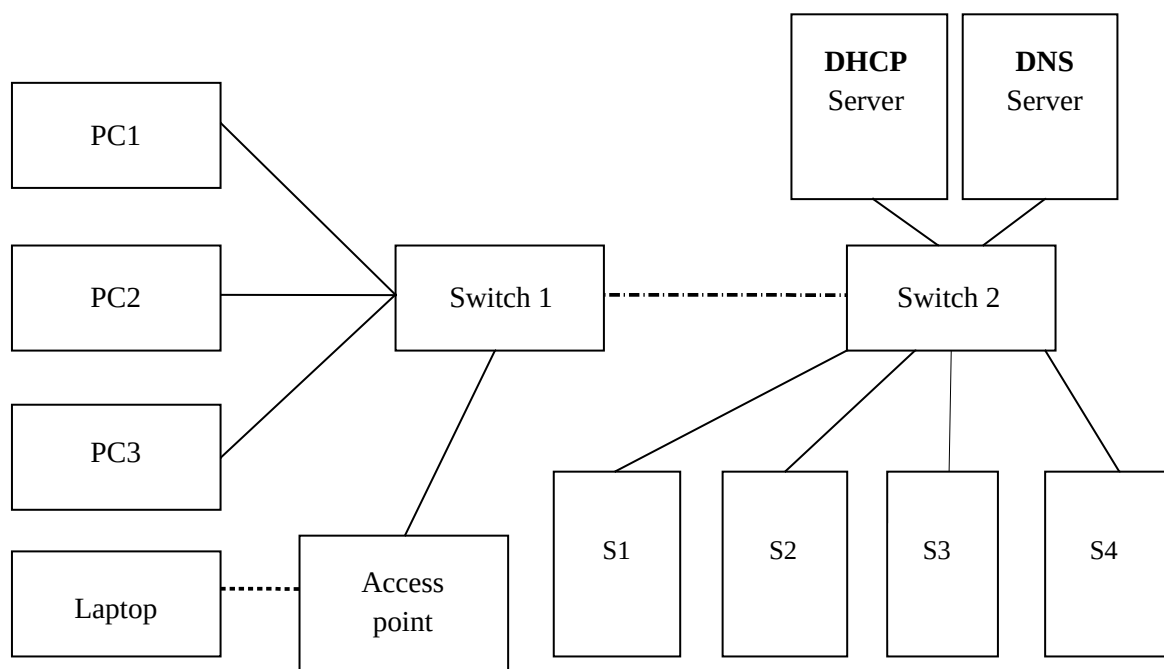 DHCP
Server
DNS
Server
PC1
PC2
Switch 1
Switch 2
PC3
S1
S2
S3
S4
Access
point
Laptop